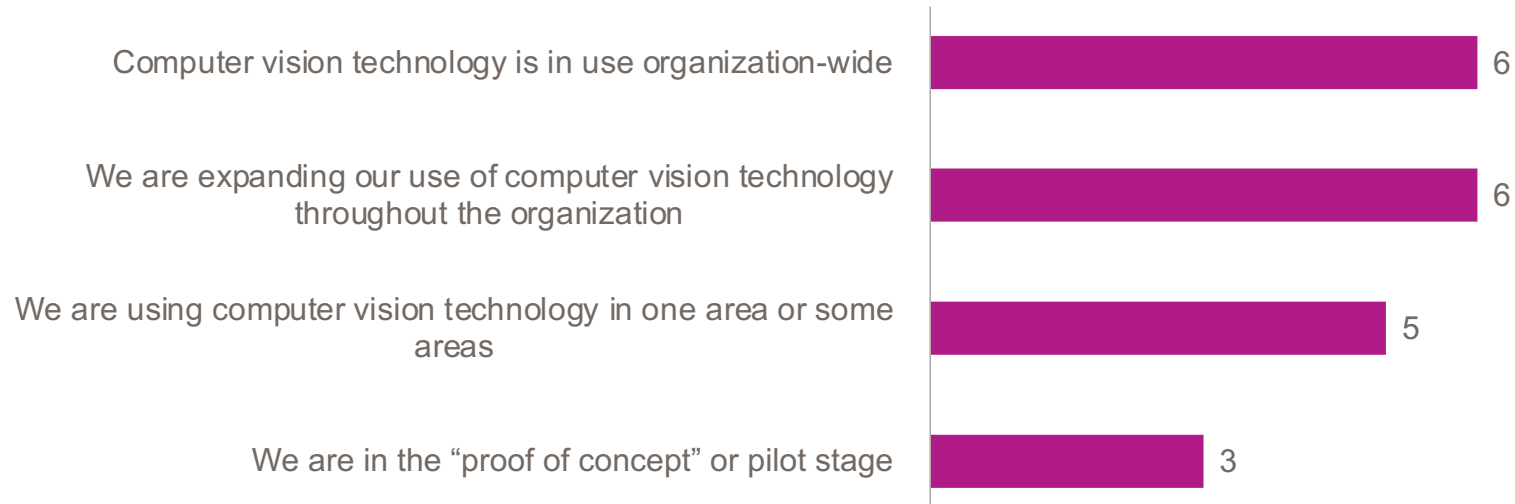 Computer vision technology is in use organization-wide
6
We are expanding our use of computer vision technology
throughout the organization
6
We are using computer vision technology in one area or some
areas
5
We are in the “proof of concept” or pilot stage
3